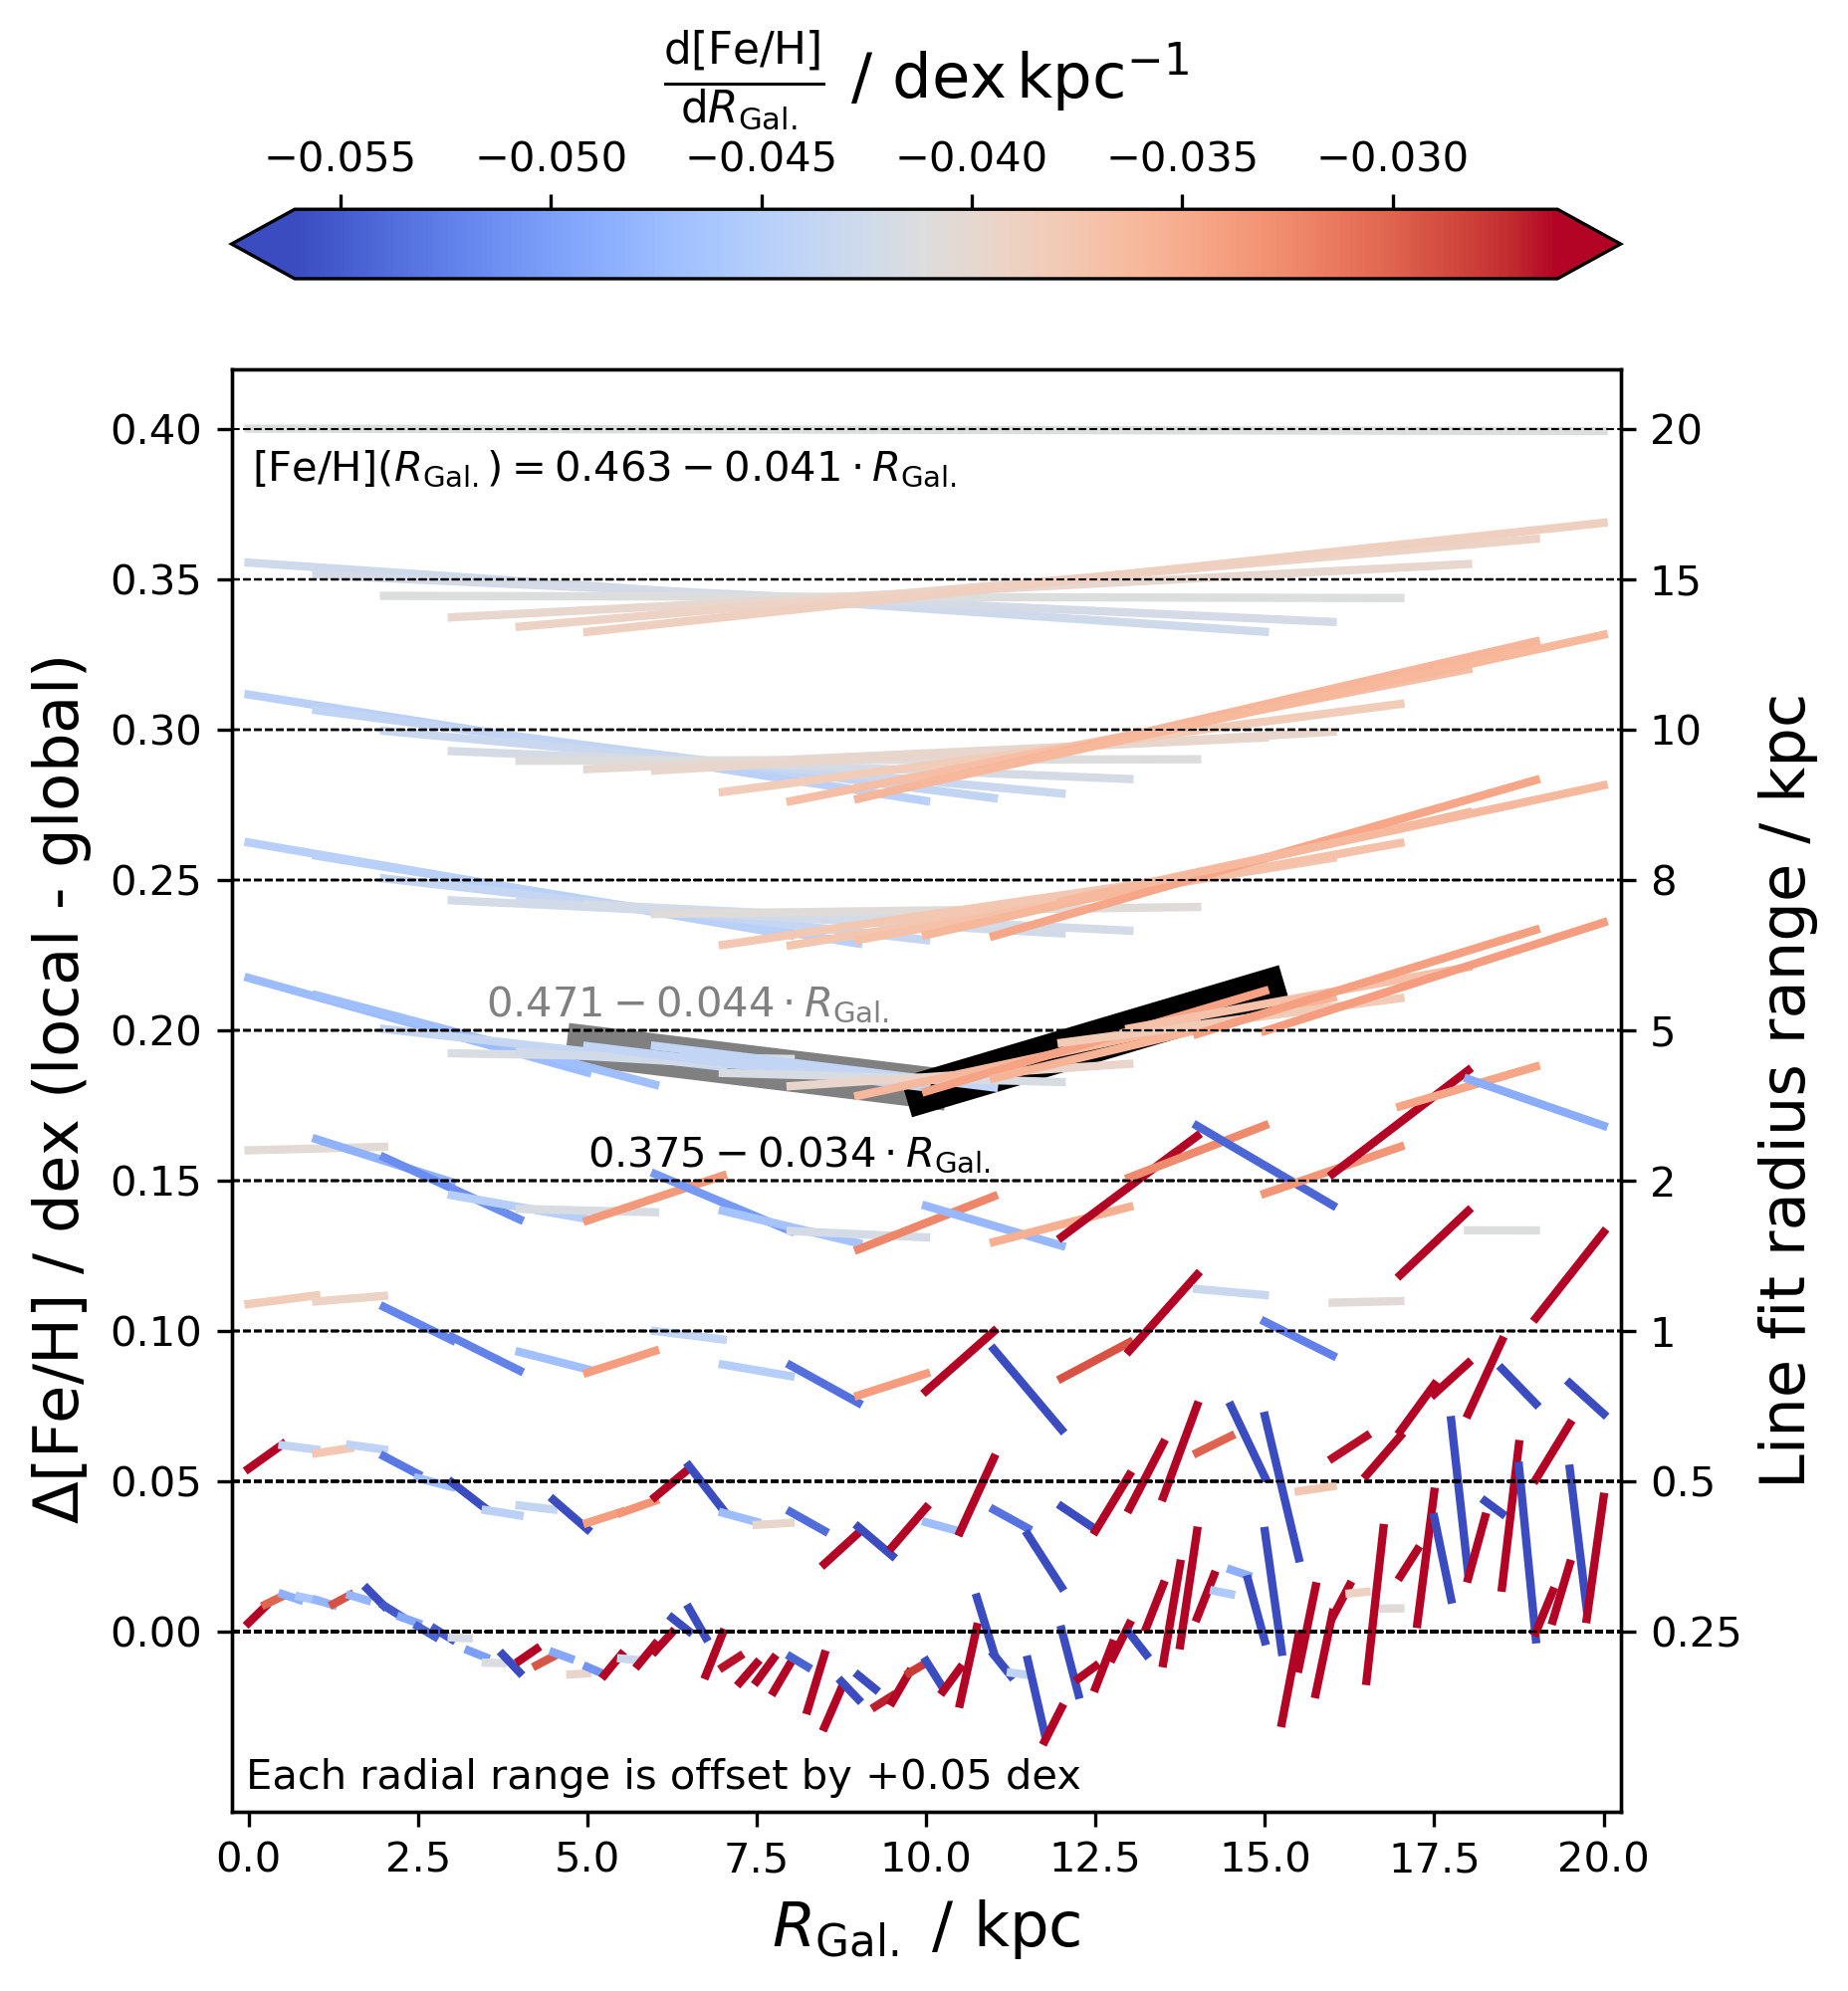 d[Fe/H]
dR_Gal. / dex kpc⁻¹
−0.055 −0.050 −0.045 −0.040 −0.035 −0.030
0.40 20
[Fe/H](R_Gal.) = 0.463 − 0.041 · R_Gal.
0.35 15
0.30 10
0.25 8
0.471 − 0.044 · R_Gal.
0.20 5
0.375 − 0.034 · R_Gal.
0.15 2
0.10 1
0.05 0.5
0.00 0.25
Δ[Fe/H] / dex (local - global)
Line fit radius range / kpc
Each radial range is offset by +0.05 dex
0.0 2.5 5.0 7.5 10.0 12.5 15.0 17.5 20.0
R_Gal. / kpc